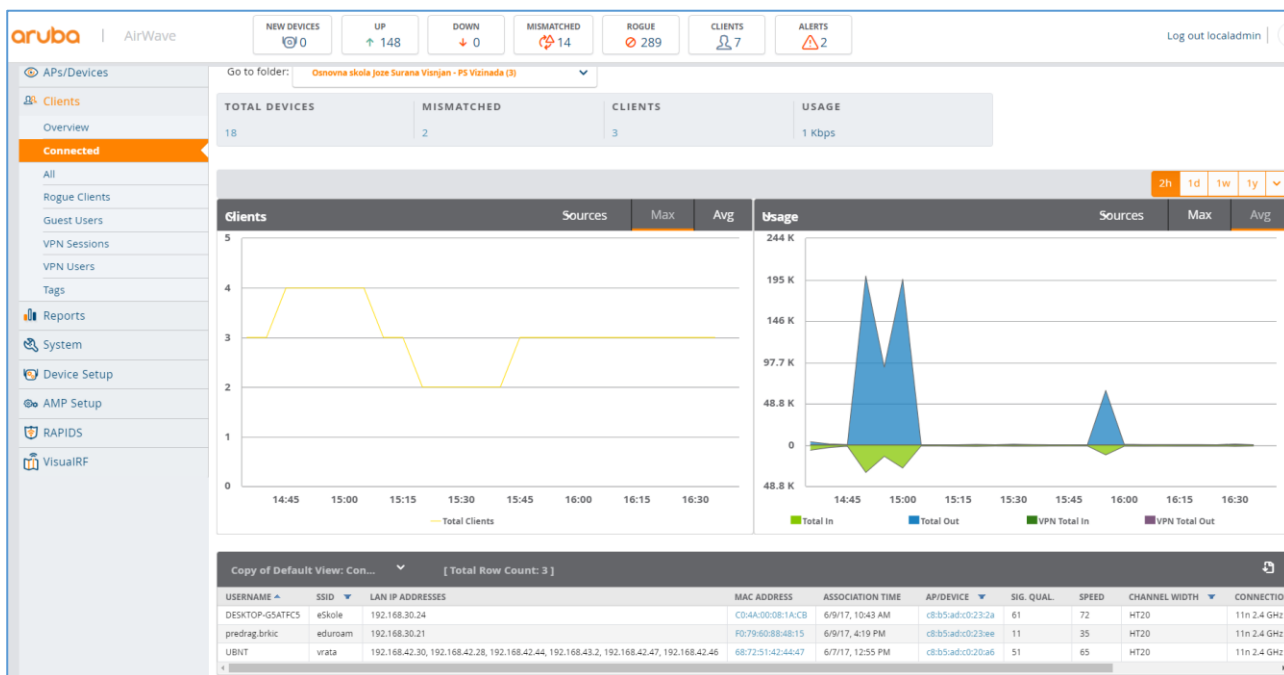 aruba | AirWave
NEW DEVICES
0
UP
148
DOWN
0
MISMATCHED
14
ROGUE
289
CLIENTS
7
ALERTS
2
Log out localadmin
APs/Devices
Clients
Overview
Connected
All
Rogue Clients
Guest Users
VPN Sessions
VPN Users
Tags
Reports
System
Device Setup
AMP Setup
RAPIDS
VisualRF
Go to folder: Osnovna skola Joze Surana Visnjan - PS Vizinada (3)
TOTAL DEVICES MISMATCHED CLIENTS USAGE
18 2 3 1 Kbps
2h 1d 1w 1y
Clients Sources Max Avg
5
4
3
2
1
0
14:45 15:00 15:15 15:30 15:45 16:00 16:15 16:30
Total Clients
Usage Sources Max Avg
244 K
195 K
146 K
97.7 K
48.8 K
0
48.8 K
14:45 15:00 15:15 15:30 15:45 16:00 16:15 16:30
Total In Total Out VPN Total In VPN Total Out
Copy of Default View: Con... [ Total Row Count: 3 ]
USERNAME SSID LAN IP ADDRESSES MAC ADDRESS ASSOCIATION TIME AP/DEVICE SIG. QUAL. SPEED CHANNEL WIDTH CONNECTIO
DESKTOP-G5ATFC5 eSkole 192.168.30.24 C0:4A:00:08:1A:CB 6/9/17, 10:43 AM c8:b5:ad:c0:23:2a 61 72 HT20 11n 2.4 GHz
predrag.brkic eduroam 192.168.30.21 F0:79:60:88:48:15 6/9/17, 4:19 PM c8:b5:ad:c0:23:ee 11 35 HT20 11n 2.4 GHz
UBNT vrata 192.168.42.30, 192.168.42.28, 192.168.42.44, 192.168.43.2, 192.168.42.47, 192.168.42.46 68:72:51:42:44:47 6/7/17, 12:55 PM c8:b5:ad:c0:20:a6 51 65 HT20 11n 2.4 GHz